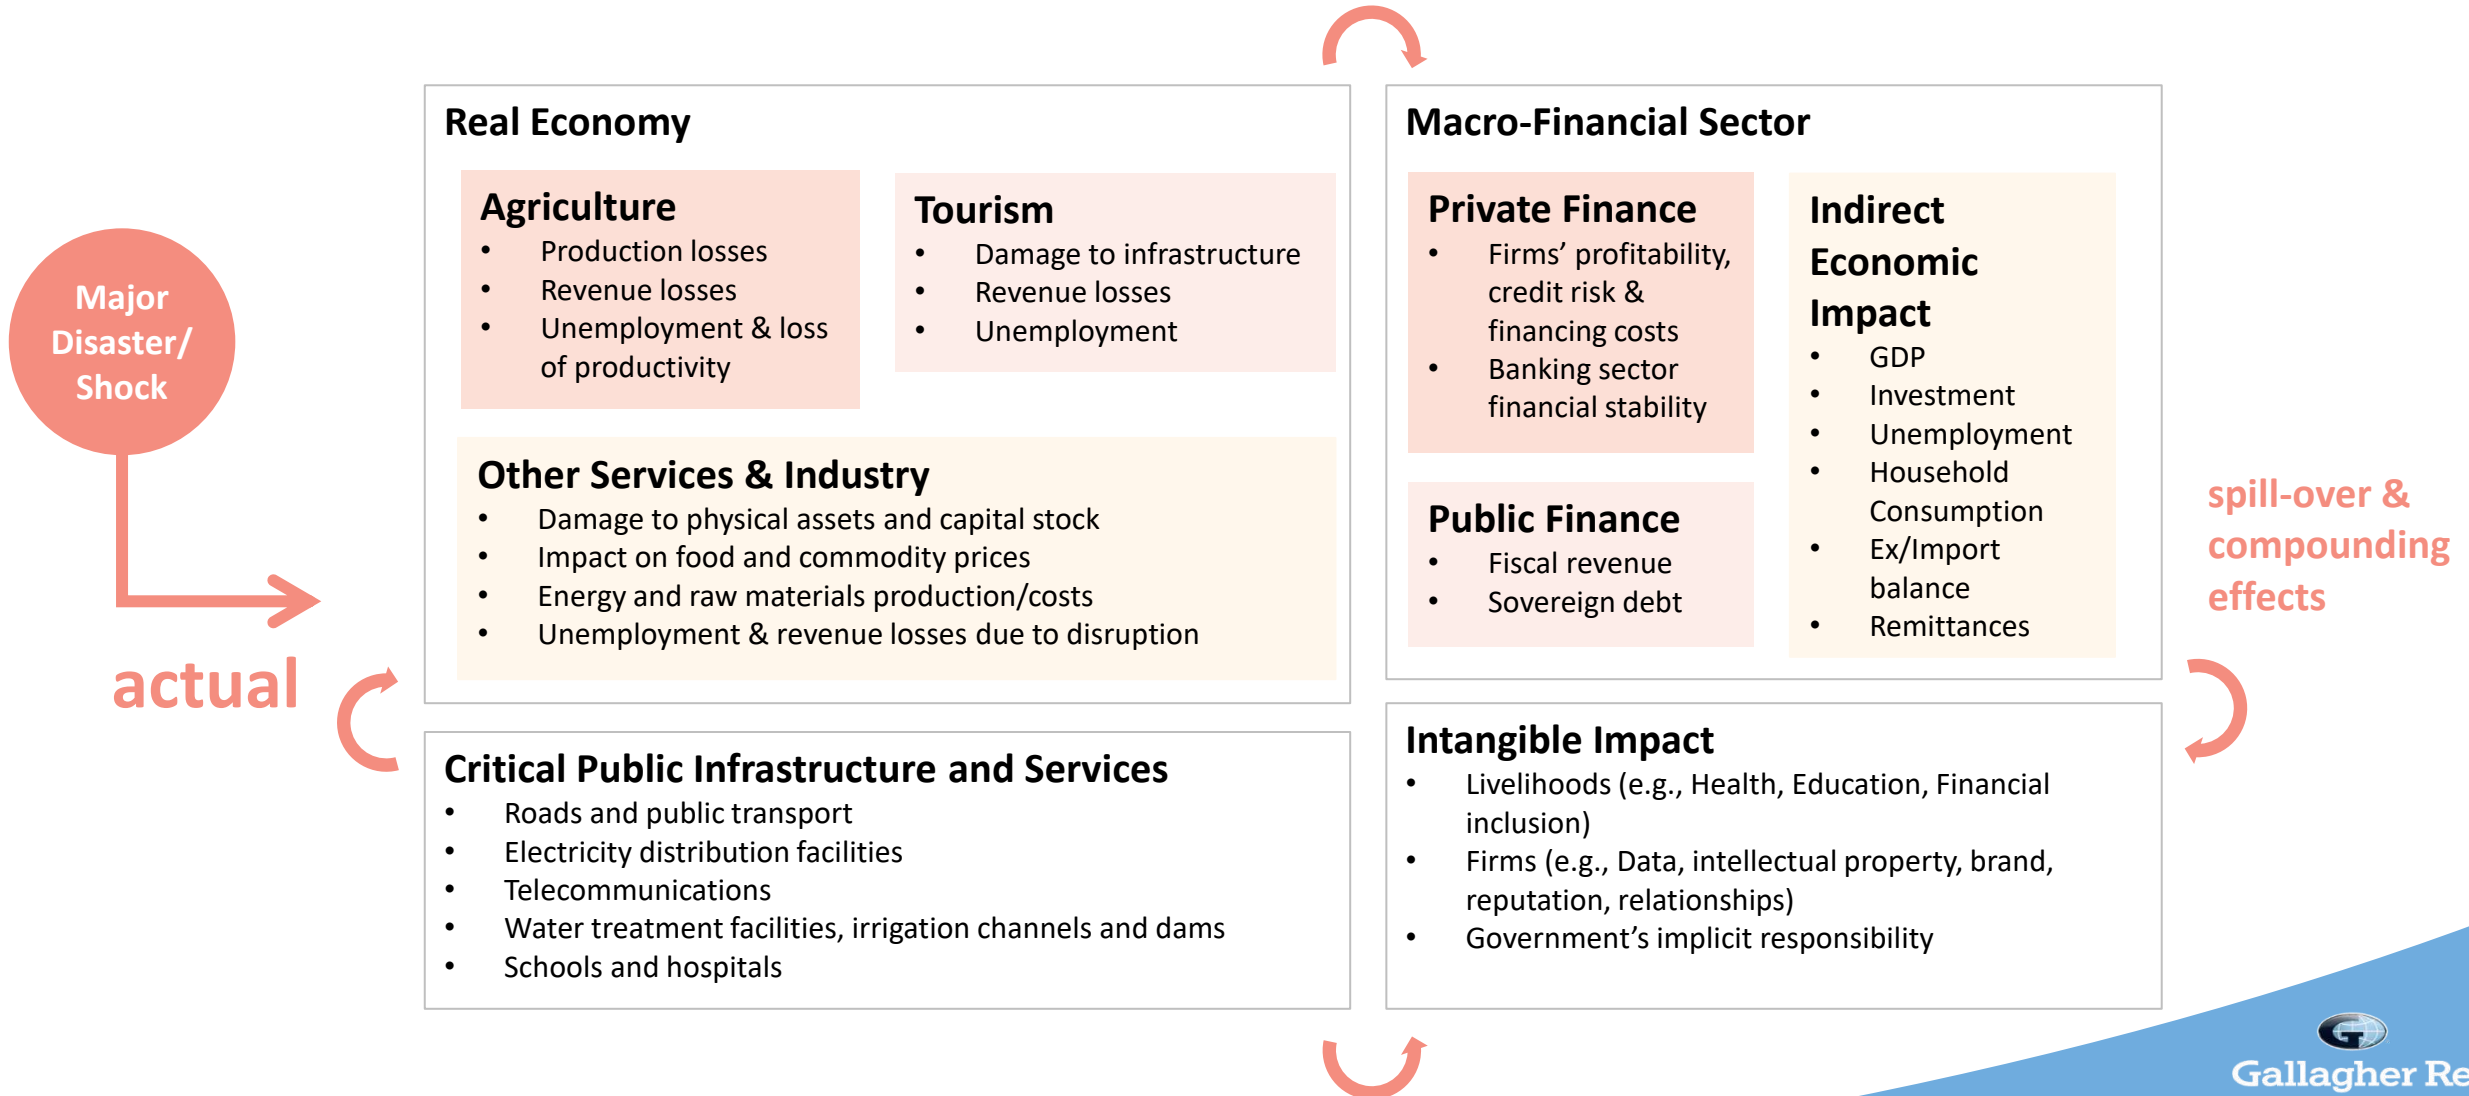 Major
Disaster/
Shock
actual
Real Economy
Agriculture
• Production losses
• Revenue losses
• Unemployment & loss
of productivity
Tourism
• Damage to infrastructure
• Revenue losses
• Unemployment
Other Services & Industry
• Damage to physical assets and capital stock
• Impact on food and commodity prices
• Energy and raw materials production/costs
• Unemployment & revenue losses due to disruption
Critical Public Infrastructure and Services
• Roads and public transport
• Electricity distribution facilities
• Telecommunications
• Water treatment facilities, irrigation channels and dams
• Schools and hospitals
Macro-Financial Sector
Private Finance
• Firms’ profitability,
credit risk &
financing costs
• Banking sector
financial stability
Public Finance
• Fiscal revenue
• Sovereign debt
Indirect
Economic
Impact
• GDP
• Investment
• Unemployment
• Household
Consumption
• Ex/Import
balance
• Remittances
Intangible Impact
• Livelihoods (e.g., Health, Education, Financial
inclusion)
• Firms (e.g., Data, intellectual property, brand,
reputation, relationships)
• Government’s implicit responsibility
spill-over &
compounding
effects
G
Gallagher Re